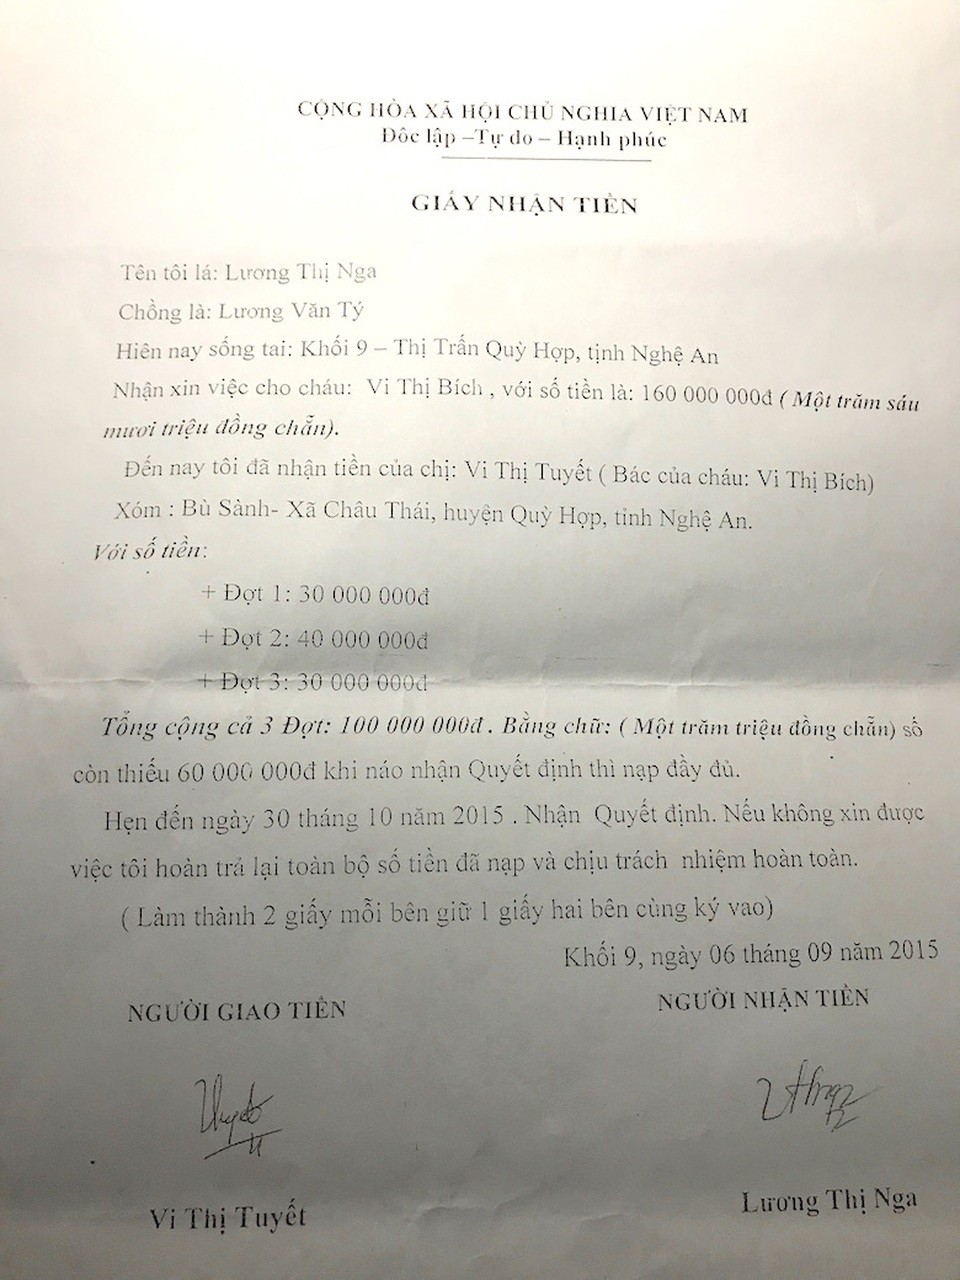 CỘNG HÒA XÃ HỘI CHỦ NGHIA VIỆT NAM
Đôc lập –Tự do – Hạnh phúc
GIẤY NHẬN TIỀN
Tên tôi lá: Lương Thị Nga
Chồng là: Lương Văn Tý
Hiên nay sống tai: Khối 9 – Thị Trấn Quỳ Hợp, tịnh Nghệ An
Nhận xin việc cho cháu: Vi Thị Bích , với số tiền là: 160 000 000đ ( Một trăm sáu
mươi triệu đồng chẵn).
Đến nay tôi đã nhận tiền của chị: Vi Thị Tuyết ( Bác của cháu: Vi Thị Bích)
Xóm : Bù Sành- Xã Châu Thái, huyện Quỳ Hợp, tỉnh Nghệ An.
Với số tiền:
+ Đợt 1: 30 000 000đ
+ Đợt 2: 40 000 000đ
+ Đợt 3: 30 000 000đ
Tổng cộng cả 3 Đợt: 100 000 000đ . Bằng chữ: ( Một trăm triệu đồng chẵn) số
còn thiếu 60 000 000đ khi náo nhận Quyết định thì nạp đầy đủ.
Hẹn đến ngày 30 tháng 10 năm 2015 . Nhận Quyết định. Nếu không xin được
việc tôi hoàn trả lại toàn bộ số tiền đã nạp và chịu trách nhiệm hoàn toàn.
( Làm thành 2 giấy mỗi bên giữ 1 giấy hai bên cùng ký vao)
Khối 9, ngày 06 tháng 09 năm 2015
NGƯỜI GIAO TIỀN
NGƯỜI NHẬN TIỀN
Vi Thị Tuyết
Lương Thị Nga